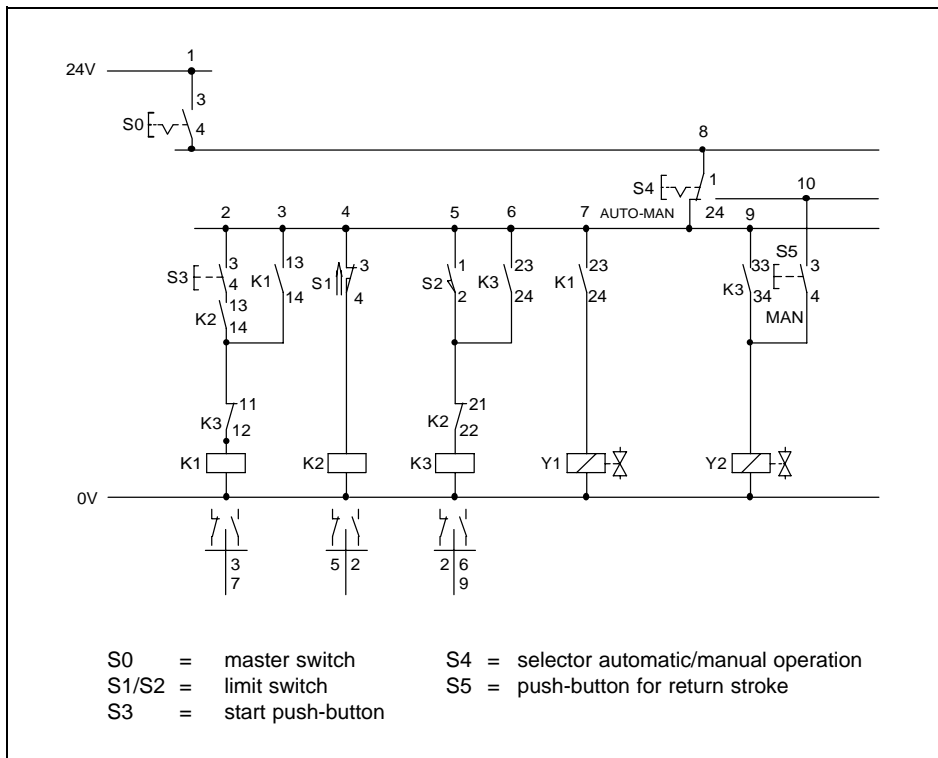 1
24V
3
S0
4
8
S4
1
10
AUTO-MAN
24
2 3 4 5 6 7 9
S3
3
4
K1
13
14
S1
3
4
S2
1
2
K3
23
24
K1
23
24
K3
33
34
S5
3
4
K2
13
14
MAN
K3
11
12
K2
21
22
K1 K2 K3 Y1 Y2
0V
3
7
5 2
2 6
9
S0 = master switch
S1/S2 = limit switch
S3 = start push-button
S4 = selector automatic/manual operation
S5 = push-button for return stroke